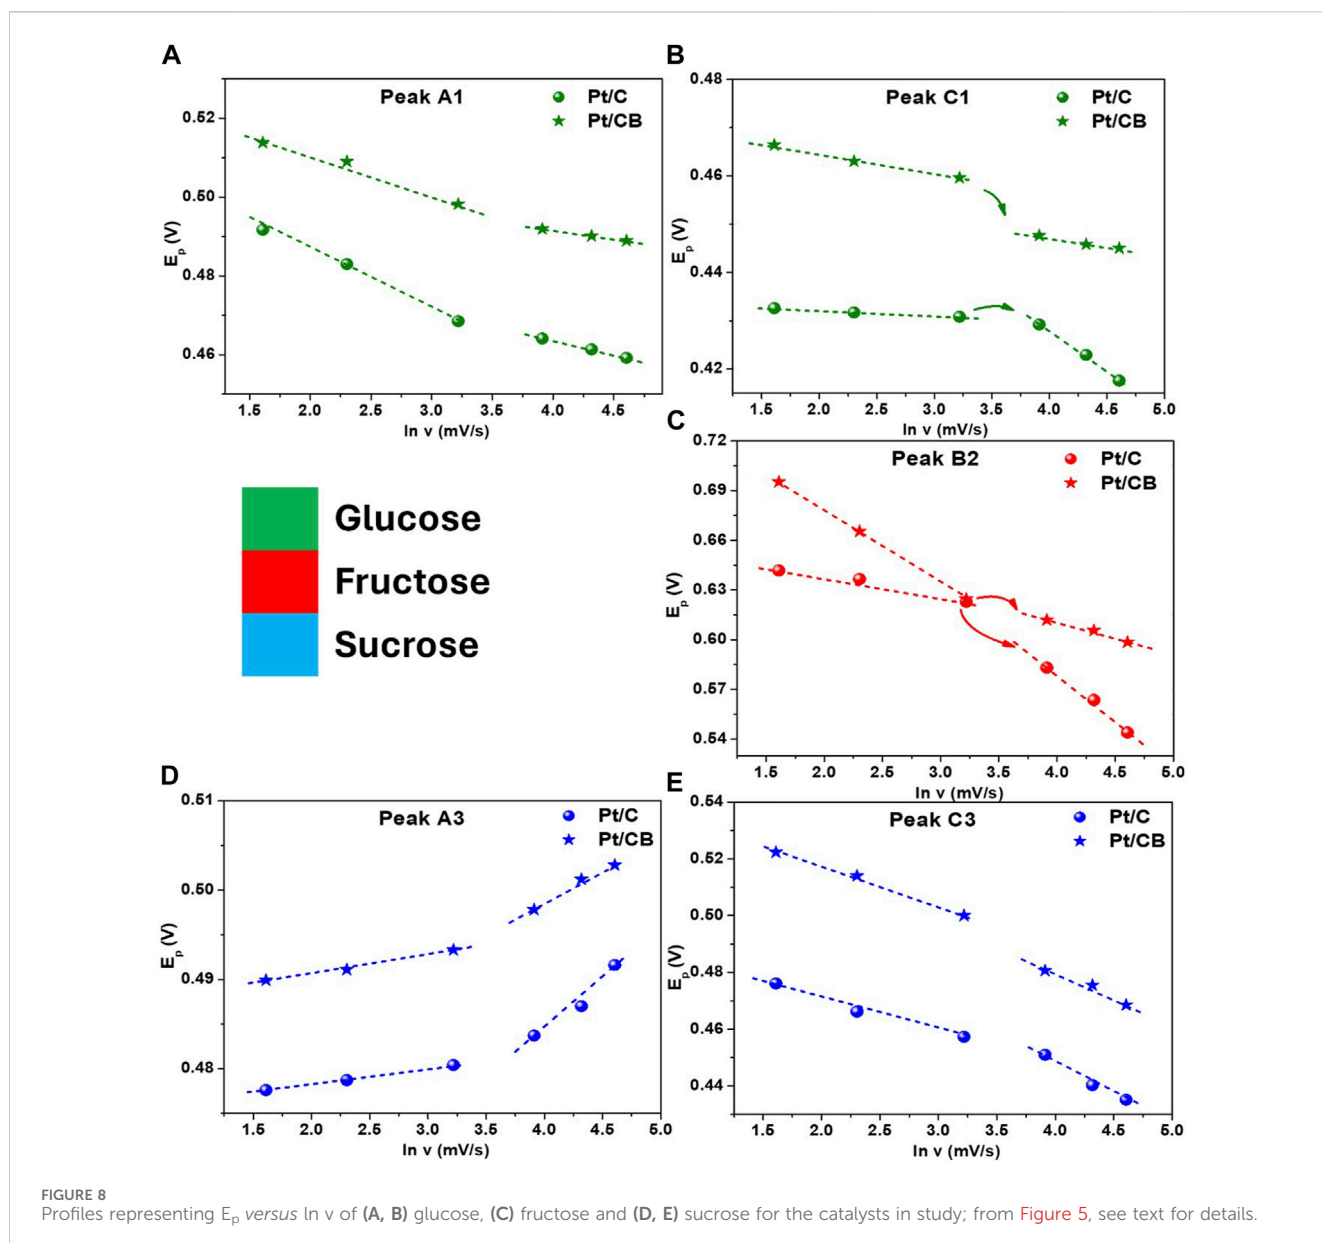 A
Peak A1
Pt/C
Pt/CB
0.52
0.50
0.48
0.46
E_p (V)
1.5 2.0 2.5 3.0 3.5 4.0 4.5
ln v (mV/s)
B
Peak C1
Pt/C
Pt/CB
0.48
0.46
0.44
0.42
E_p (V)
1.5 2.0 2.5 3.0 3.5 4.0 4.5 5.0
ln v (mV/s)
Glucose
Fructose
Sucrose
C
Peak B2
Pt/C
Pt/CB
0.72
0.69
0.66
0.63
0.60
0.57
0.54
E_p (V)
1.5 2.0 2.5 3.0 3.5 4.0 4.5 5.0
ln v (mV/s)
D
Peak A3
Pt/C
Pt/CB
0.51
0.50
0.49
0.48
E_p (V)
1.5 2.0 2.5 3.0 3.5 4.0 4.5 5.0
ln v (mV/s)
E
Peak C3
Pt/C
Pt/CB
0.54
0.52
0.50
0.48
0.46
0.44
E_p (V)
1.5 2.0 2.5 3.0 3.5 4.0 4.5 5.0
ln v (mV/s)
FIGURE 8
Profiles representing E_p versus ln v of (A, B) glucose, (C) fructose and (D, E) sucrose for the catalysts in study; from Figure 5, see text for details.